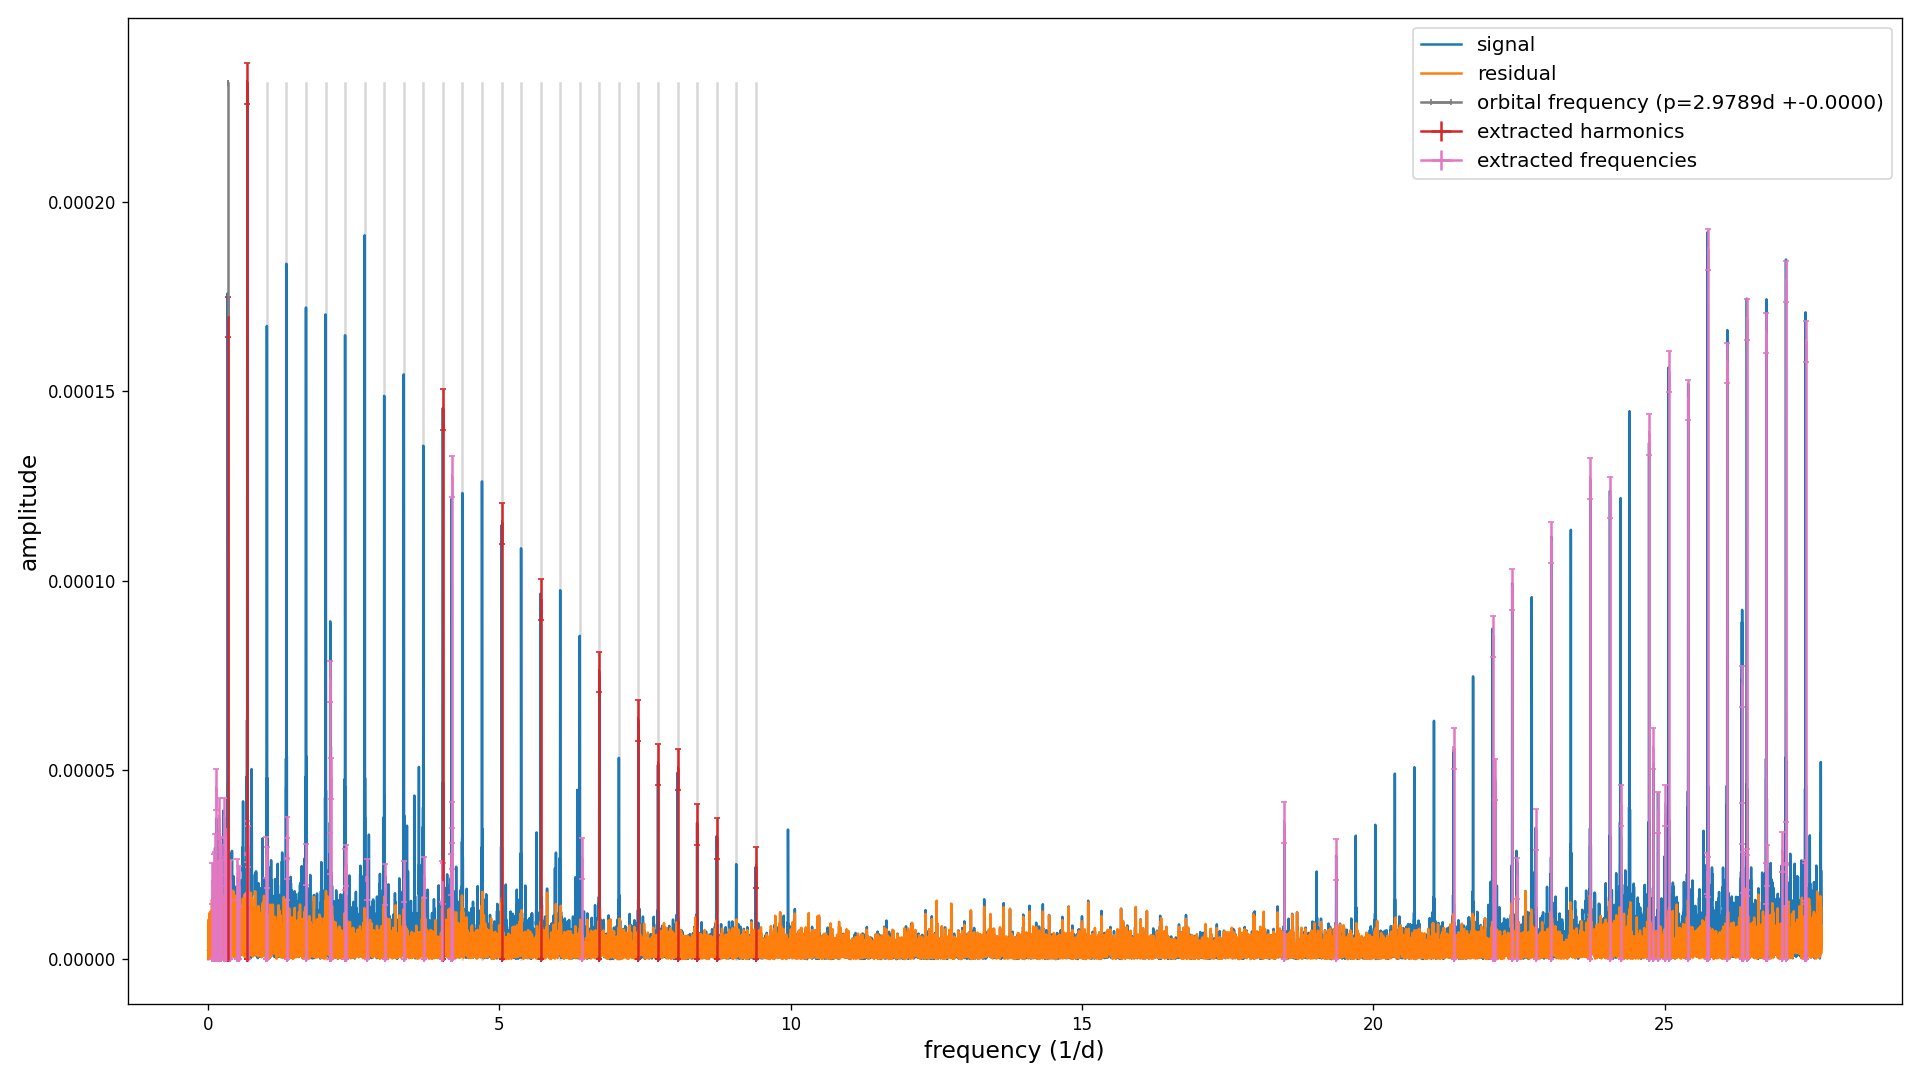 signal
residual
orbital frequency (p=2.9789d +-0.0000)
extracted harmonics
extracted frequencies
amplitude
0.00020
0.00015
0.00010
0.00005
0.00000
0 5 10 15 20 25
frequency (1/d)